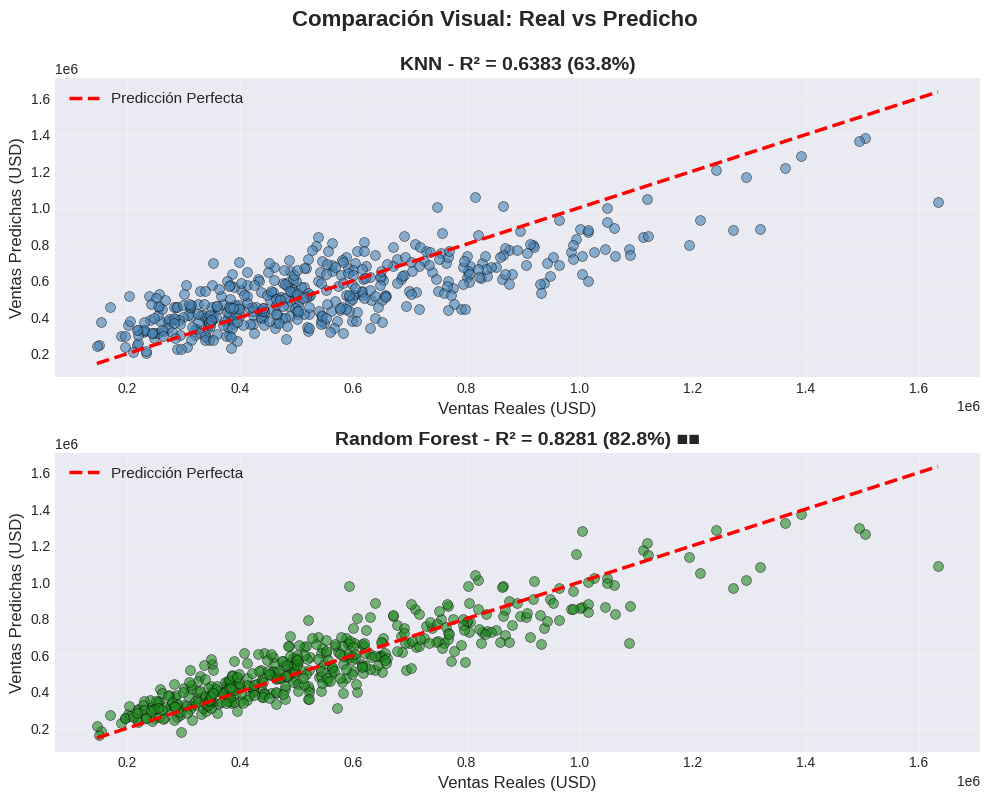 Comparación Visual: Real vs Predicho
KNN - R² = 0.6383 (63.8%)
1e6
Predicción Perfecta
Ventas Predichas (USD)
1.6
1.4
1.2
1.0
0.8
0.6
0.4
0.2
0.2 0.4 0.6 0.8 1.0 1.2 1.4 1.6
Ventas Reales (USD)
1e6
Random Forest - R² = 0.8281 (82.8%) ■■
1e6
Predicción Perfecta
Ventas Predichas (USD)
1.6
1.4
1.2
1.0
0.8
0.6
0.4
0.2
0.2 0.4 0.6 0.8 1.0 1.2 1.4 1.6
Ventas Reales (USD)
1e6